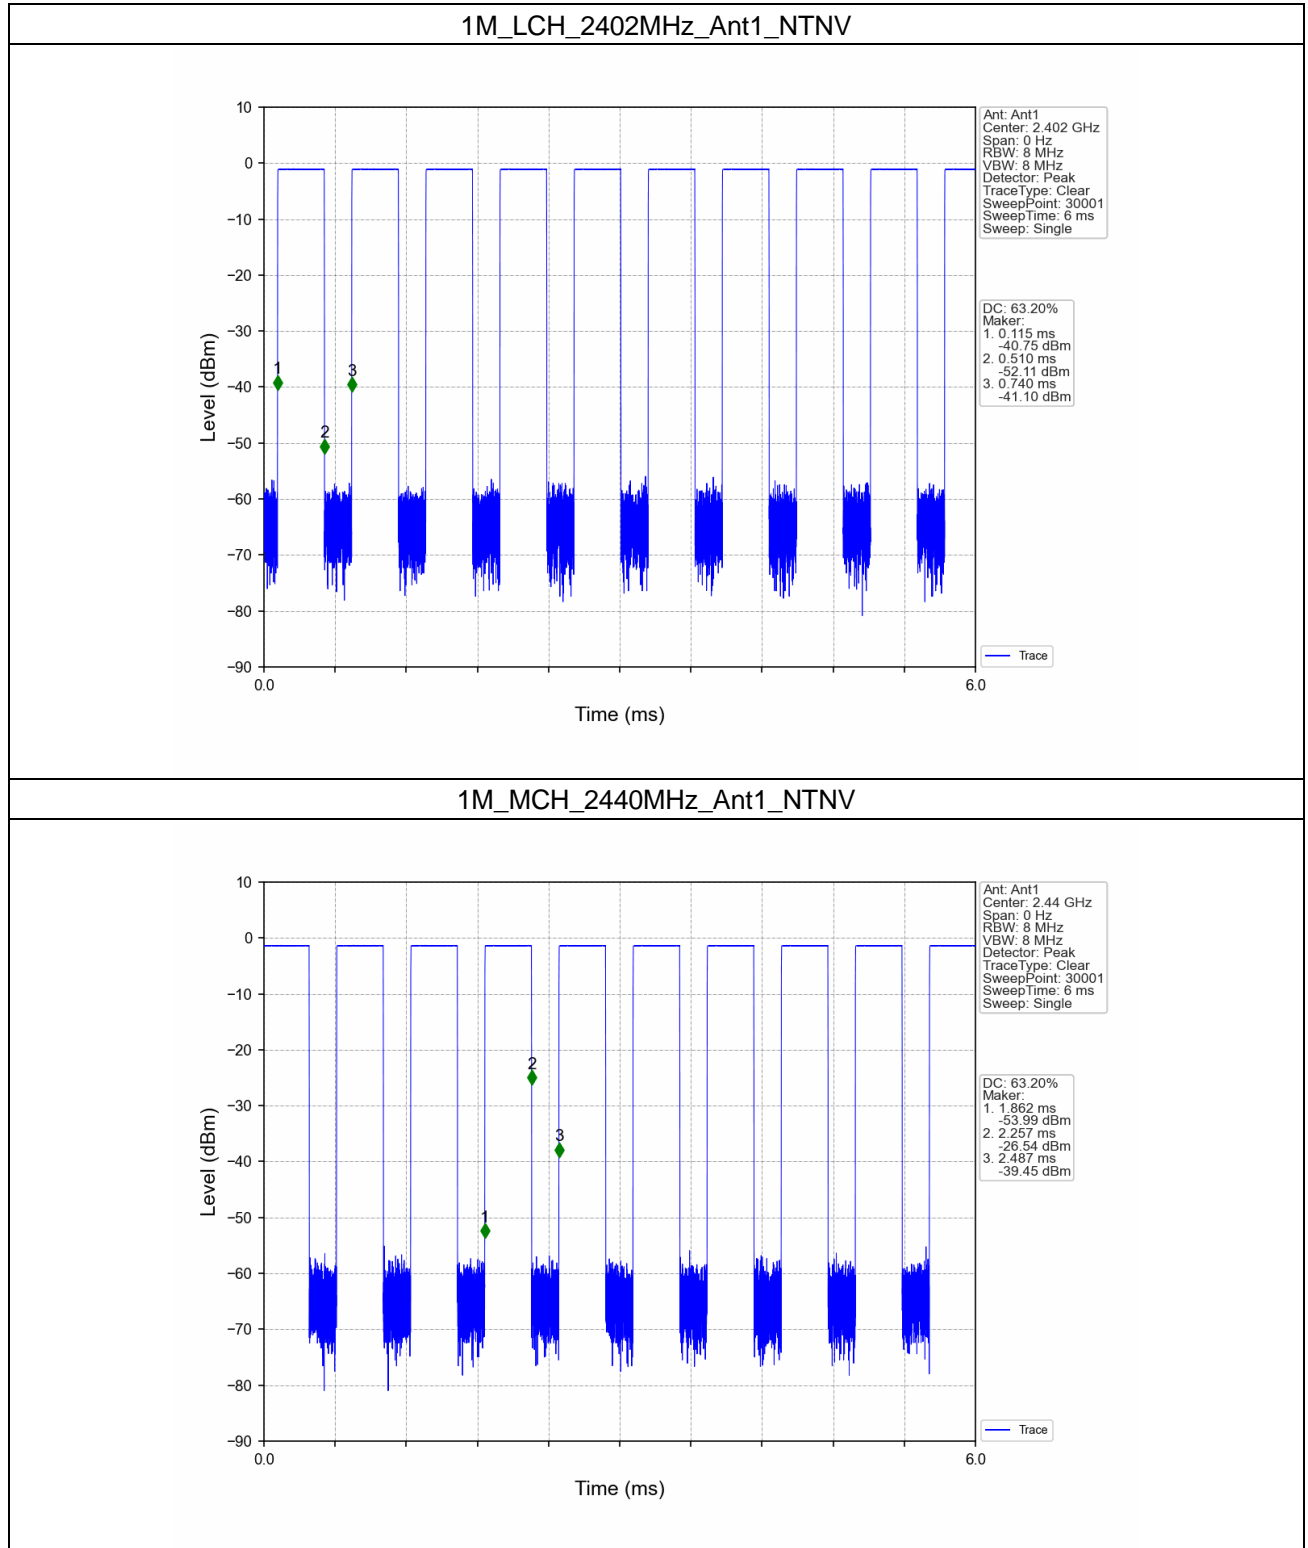 1M_LCH_2402MHz_Ant1_NTNV
10
0
−10
−20
−30
−40
−50
−60
−70
−80
−90
Level (dBm)
1
2
3
0.0
6.0
Time (ms)
Ant: Ant1
Center: 2.402 GHz
Span: 0 Hz
RBW: 8 MHz
VBW: 8 MHz
Detector: Peak
TraceType: Clear
SweepPoint: 30001
SweepTime: 6 ms
Sweep: Single
DC: 63.20%
Maker:
1. 0.115 ms
-40.75 dBm
2. 0.510 ms
-52.11 dBm
3. 0.740 ms
-41.10 dBm
Trace
1M_MCH_2440MHz_Ant1_NTNV
10
0
−10
−20
−30
−40
−50
−60
−70
−80
−90
Level (dBm)
1
2
3
0.0
6.0
Time (ms)
Ant: Ant1
Center: 2.44 GHz
Span: 0 Hz
RBW: 8 MHz
VBW: 8 MHz
Detector: Peak
TraceType: Clear
SweepPoint: 30001
SweepTime: 6 ms
Sweep: Single
DC: 63.20%
Maker:
1. 1.862 ms
-53.99 dBm
2. 2.257 ms
-26.54 dBm
3. 2.487 ms
-39.45 dBm
Trace